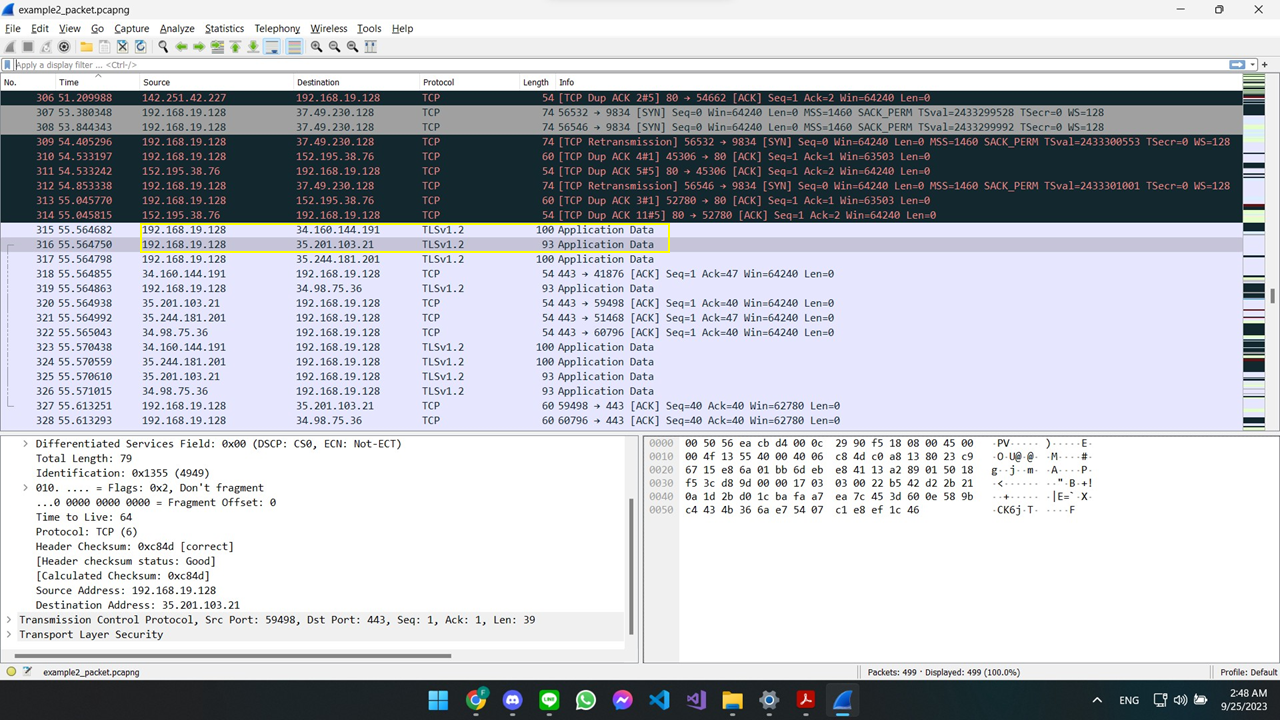 example2_packet.pcapng
File Edit View Go Capture Analyze Statistics Telephony Wireless Tools Help
Apply a display filter ... <Ctrl-/>
No. Time Source Destination Protocol Length Info
306 51.209988 142.251.42.227 192.168.19.128 TCP 54 [TCP Dup ACK 2#5] 80 → 54662 [ACK] Seq=1 Ack=2 Win=64240 Len=0
307 53.380348 192.168.19.128 37.49.230.128 TCP 74 56532 → 9834 [SYN] Seq=0 Win=64240 Len=0 MSS=1460 SACK_PERM TSval=2433299528 TSecr=0 WS=128
308 53.844343 192.168.19.128 37.49.230.128 TCP 74 56546 → 9834 [SYN] Seq=0 Win=64240 Len=0 MSS=1460 SACK_PERM TSval=2433299992 TSecr=0 WS=128
309 54.405296 192.168.19.128 37.49.230.128 TCP 74 [TCP Retransmission] 56532 → 9834 [SYN] Seq=0 Win=64240 Len=0 MSS=1460 SACK_PERM TSval=2433300553 TSecr=0 WS=128
310 54.533197 192.168.19.128 152.195.38.76 TCP 60 [TCP Dup ACK 4#1] 45306 → 80 [ACK] Seq=1 Ack=1 Win=63503 Len=0
311 54.533242 152.195.38.76 192.168.19.128 TCP 54 [TCP Dup ACK 5#5] 80 → 45306 [ACK] Seq=1 Ack=2 Win=64240 Len=0
312 54.853338 192.168.19.128 37.49.230.128 TCP 74 [TCP Retransmission] 56546 → 9834 [SYN] Seq=0 Win=64240 Len=0 MSS=1460 SACK_PERM TSval=2433301001 TSecr=0 WS=128
313 55.045770 192.168.19.128 152.195.38.76 TCP 60 [TCP Dup ACK 3#1] 52780 → 80 [ACK] Seq=1 Ack=1 Win=63503 Len=0
314 55.045815 152.195.38.76 192.168.19.128 TCP 54 [TCP Dup ACK 11#5] 80 → 52780 [ACK] Seq=1 Ack=2 Win=64240 Len=0
315 55.564682 192.168.19.128 34.160.144.191 TLSv1.2 100 Application Data
316 55.564750 192.168.19.128 35.201.103.21 TLSv1.2 93 Application Data
317 55.564798 192.168.19.128 35.244.181.201 TLSv1.2 100 Application Data
318 55.564855 34.160.144.191 192.168.19.128 TCP 54 443 → 41876 [ACK] Seq=1 Ack=47 Win=64240 Len=0
319 55.564863 192.168.19.128 34.98.75.36 TLSv1.2 93 Application Data
320 55.564938 35.201.103.21 192.168.19.128 TCP 54 443 → 59498 [ACK] Seq=1 Ack=40 Win=64240 Len=0
321 55.564992 35.244.181.201 192.168.19.128 TCP 54 443 → 51468 [ACK] Seq=1 Ack=47 Win=64240 Len=0
322 55.565043 34.98.75.36 192.168.19.128 TCP 54 443 → 60796 [ACK] Seq=1 Ack=40 Win=64240 Len=0
323 55.570438 34.160.144.191 192.168.19.128 TLSv1.2 100 Application Data
324 55.570559 35.244.181.201 192.168.19.128 TLSv1.2 100 Application Data
325 55.570610 35.201.103.21 192.168.19.128 TLSv1.2 93 Application Data
326 55.571015 34.98.75.36 192.168.19.128 TLSv1.2 93 Application Data
327 55.613251 192.168.19.128 35.201.103.21 TCP 60 59498 → 443 [ACK] Seq=40 Ack=40 Win=62780 Len=0
328 55.613293 192.168.19.128 34.98.75.36 TCP 60 60796 → 443 [ACK] Seq=40 Ack=40 Win=62780 Len=0
Differentiated Services Field: 0x00 (DSCP: CS0, ECN: Not-ECT)
Total Length: 79
Identification: 0x1355 (4949)
010. .... = Flags: 0x2, Don't fragment
...0 0000 0000 0000 = Fragment Offset: 0
Time to Live: 64
Protocol: TCP (6)
Header Checksum: 0xc84d [correct]
[Header checksum status: Good]
[Calculated Checksum: 0xc84d]
Source Address: 192.168.19.128
Destination Address: 35.201.103.21
Transmission Control Protocol, Src Port: 59498, Dst Port: 443, Seq: 1, Ack: 1, Len: 39
Transport Layer Security
0000 00 50 56 ea cb d4 00 0c 29 90 f5 18 08 00 45 00 ·PV····· )·····E·
0010 00 4f 13 55 40 00 40 06 c8 4d c0 a8 13 80 23 c9 ·O·U@·@· ·M····#·
0020 67 15 e8 6a 01 bb 6d eb e8 41 13 a2 89 01 50 18 g··j··m· ·A····P·
0030 f5 3c d8 9d 00 00 17 03 03 00 22 b5 42 d2 2b 21 ·<······ ··"·B·+!
0040 0a 1d 2b d0 1c ba fa a7 ea 7c 45 3d 60 0e 58 9b ··+····· ·|E=`·X·
0050 c4 43 4b 36 6a e7 54 07 c1 e8 ef 1c 46 ·CK6j·T· ····F
example2_packet.pcapng
Packets: 499 · Displayed: 499 (100.0%)
Profile: Default
F
ENG
2:48 AM
9/25/2023